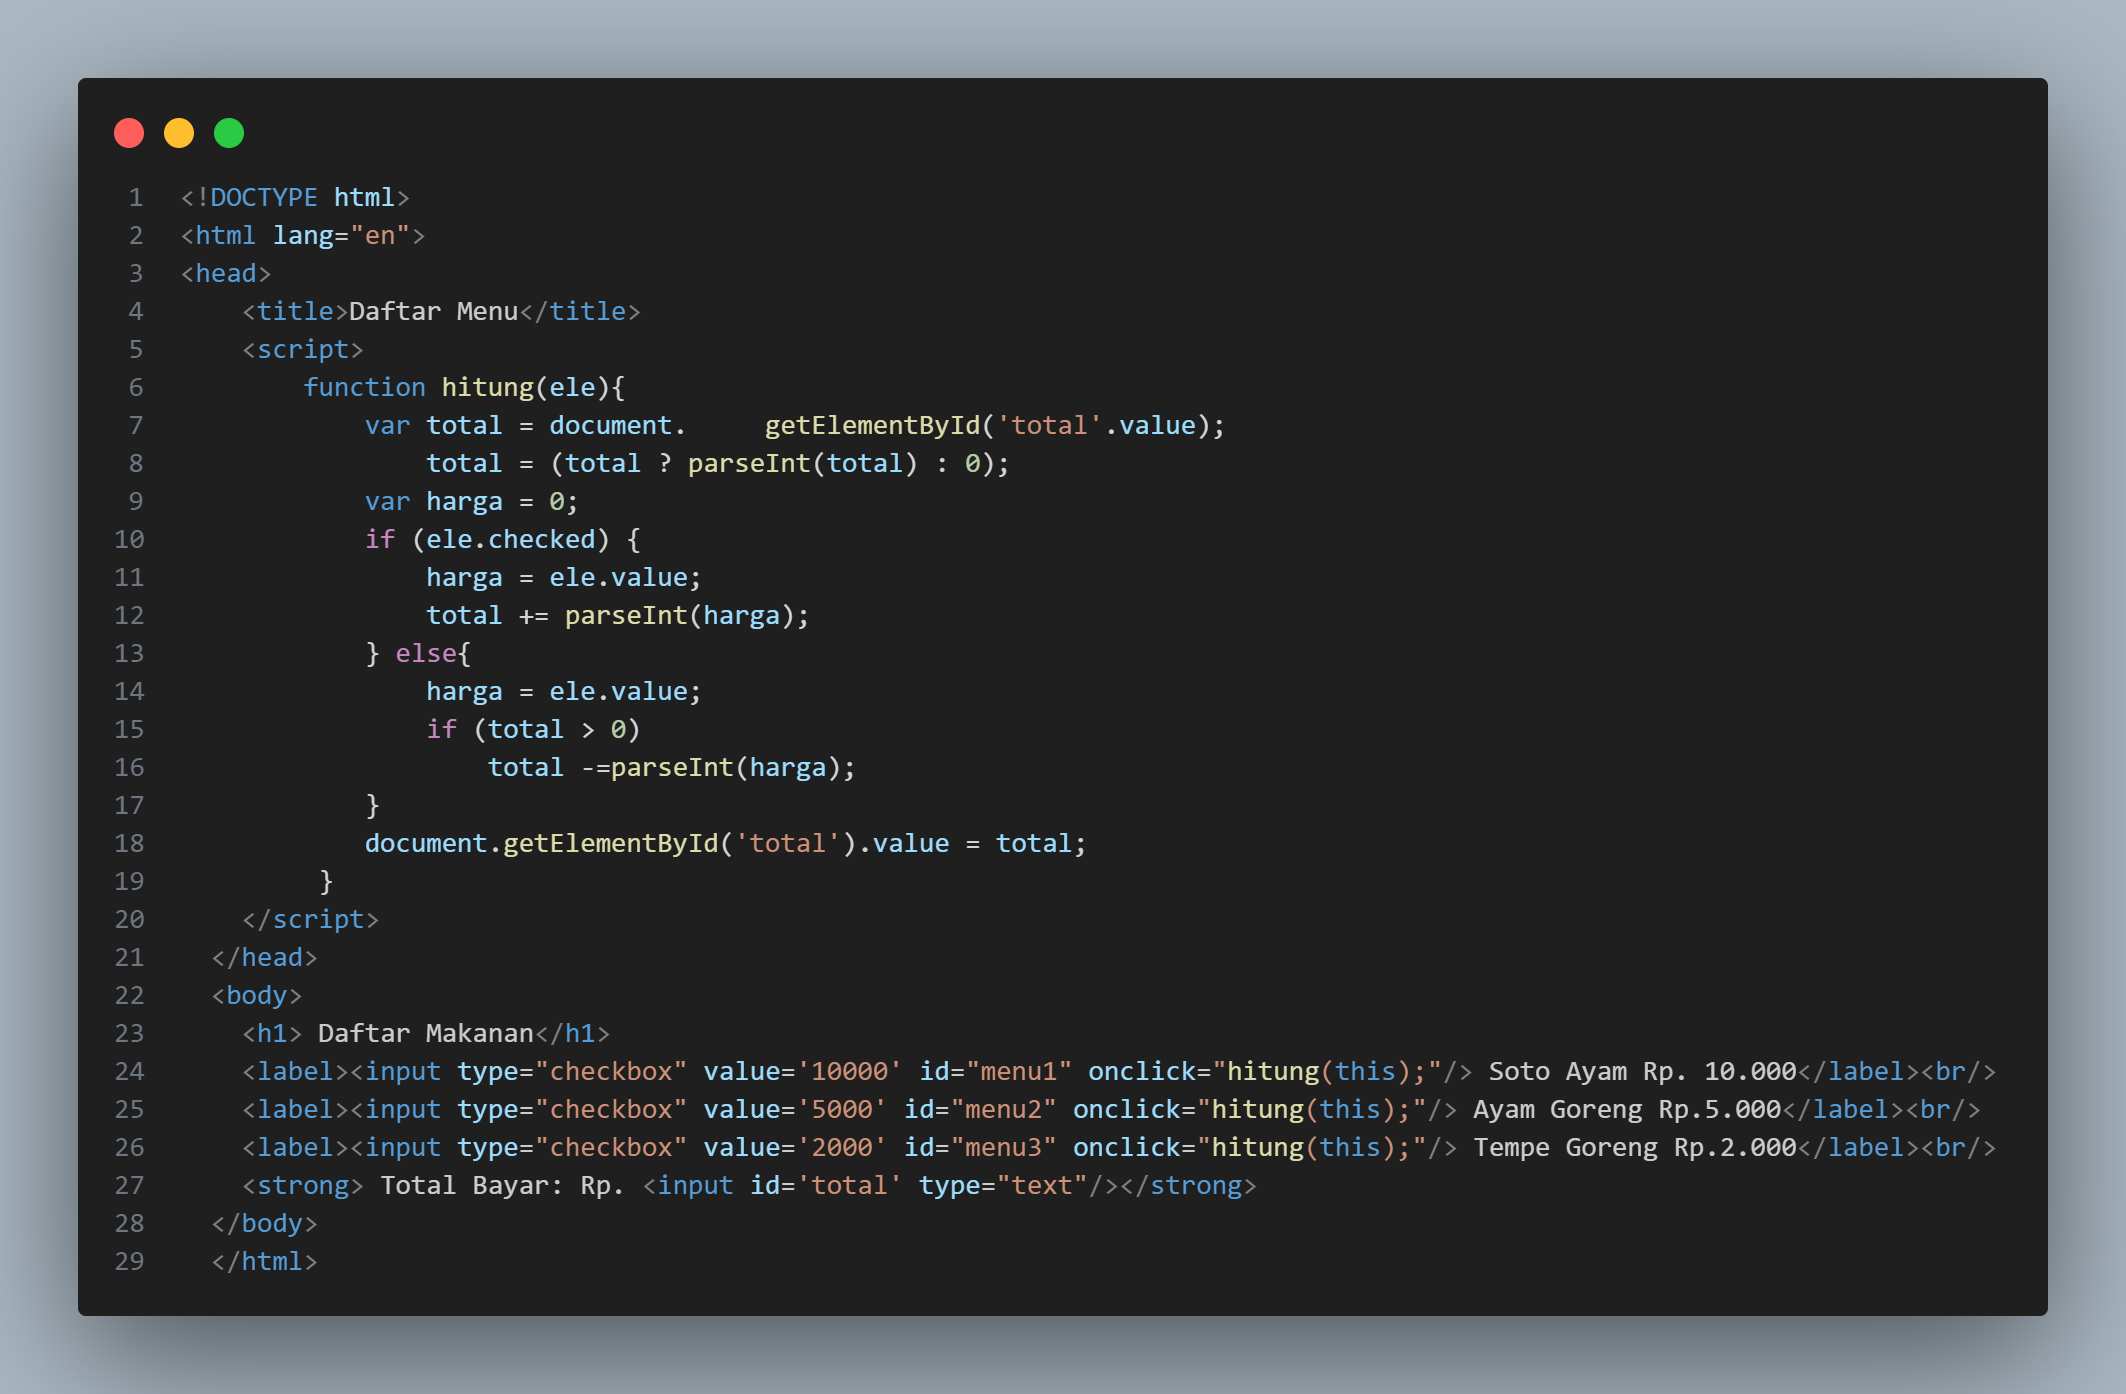 1 <!DOCTYPE html>
2 <html lang="en">
3 <head>
4     <title>Daftar Menu</title>
5     <script>
6         function hitung(ele){
7             var total = document.     getElementById('total'.value);
8                 total = (total ? parseInt(total) : 0);
9             var harga = 0;
10             if (ele.checked) {
11                 harga = ele.value;
12                 total += parseInt(harga);
13             } else{
14                 harga = ele.value;
15                 if (total > 0)
16                     total -=parseInt(harga);
17             }
18             document.getElementById('total').value = total;
19          }
20     </script>
21   </head>
22   <body>
23     <h1> Daftar Makanan</h1>
24     <label><input type="checkbox" value='10000' id="menu1" onclick="hitung(this);"/> Soto Ayam Rp. 10.000</label><br/>
25     <label><input type="checkbox" value='5000' id="menu2" onclick="hitung(this);"/> Ayam Goreng Rp.5.000</label><br/>
26     <label><input type="checkbox" value='2000' id="menu3" onclick="hitung(this);"/> Tempe Goreng Rp.2.000</label><br/>
27     <strong> Total Bayar: Rp. <input id='total' type="text"/></strong>
28   </body>
29   </html>